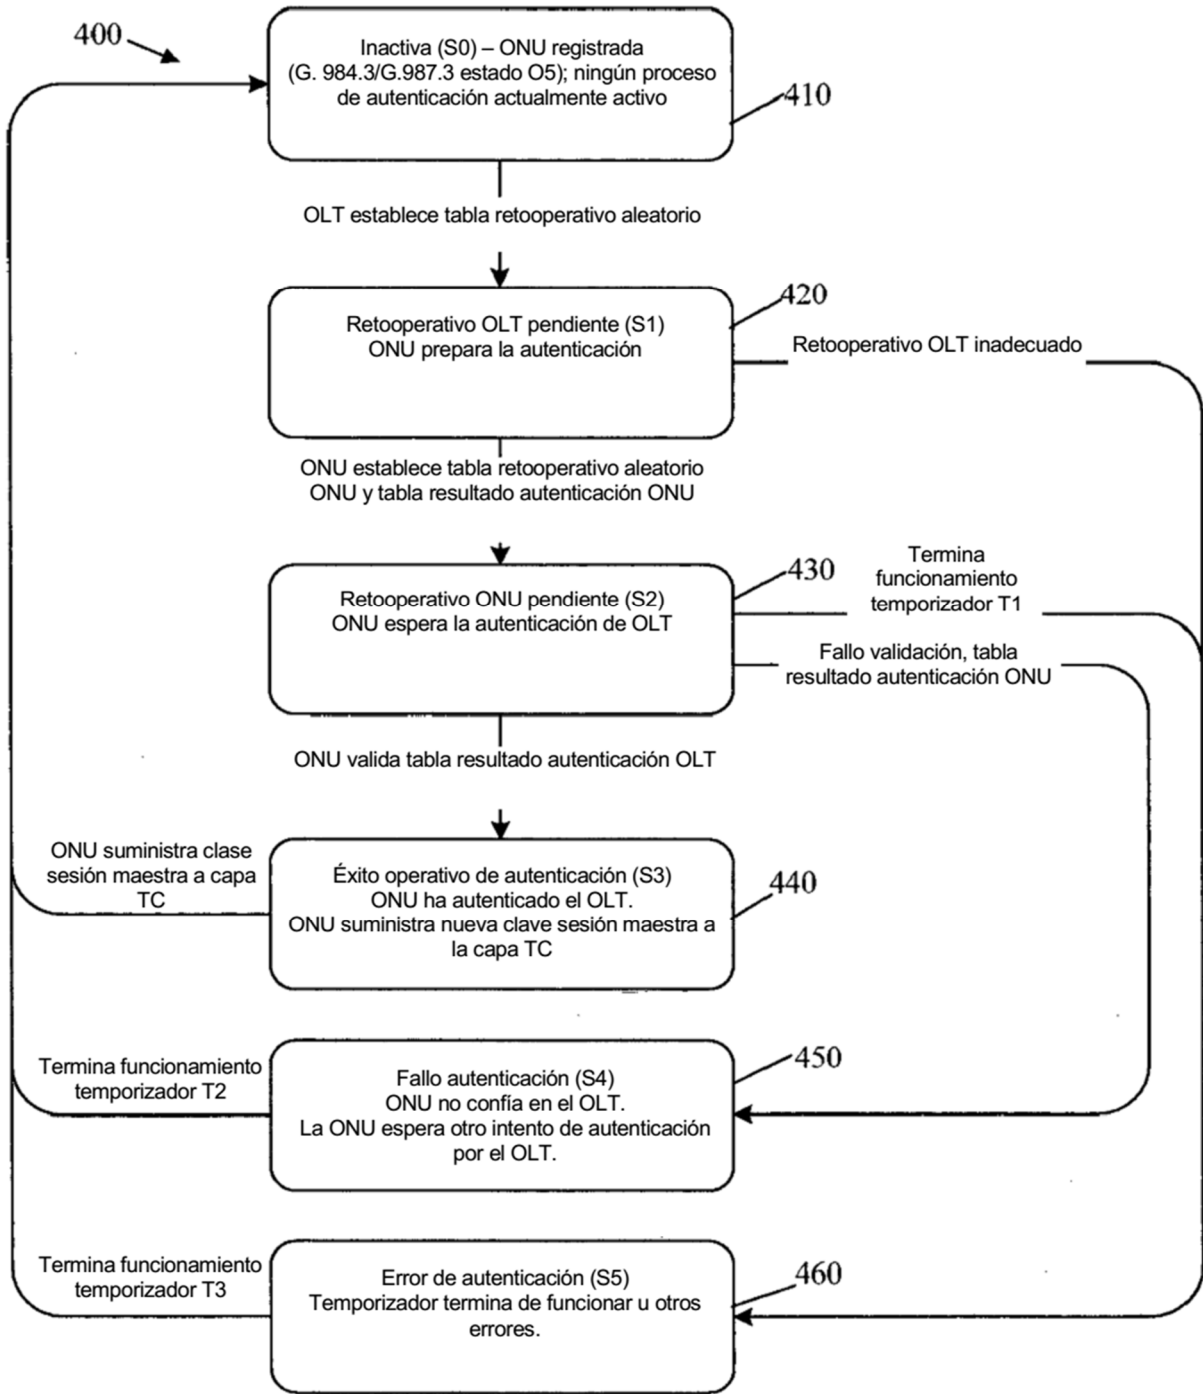 400
Inactiva (S0) – ONU registrada
(G. 984.3/G.987.3 estado O5); ningún proceso
de autenticación actualmente activo
410
OLT establece tabla retooperativo aleatorio
420
Retooperativo OLT pendiente (S1)
ONU prepara la autenticación
Retooperativo OLT inadecuado
ONU establece tabla retooperativo aleatorio
ONU y tabla resultado autenticación ONU
430
Retooperativo ONU pendiente (S2)
ONU espera la autenticación de OLT
Termina
funcionamiento
temporizador T1
Fallo validación, tabla
resultado autenticación ONU
ONU valida tabla resultado autenticación OLT
ONU suministra clase
sesión maestra a capa
TC
Éxito operativo de autenticación (S3)
ONU ha autenticado el OLT.
ONU suministra nueva clave sesión maestra a
la capa TC
440
Termina funcionamiento
temporizador T2
Fallo autenticación (S4)
ONU no confía en el OLT.
La ONU espera otro intento de autenticación
por el OLT.
450
Termina funcionamiento
temporizador T3
Error de autenticación (S5)
Temporizador termina de funcionar u otros
errores.
460